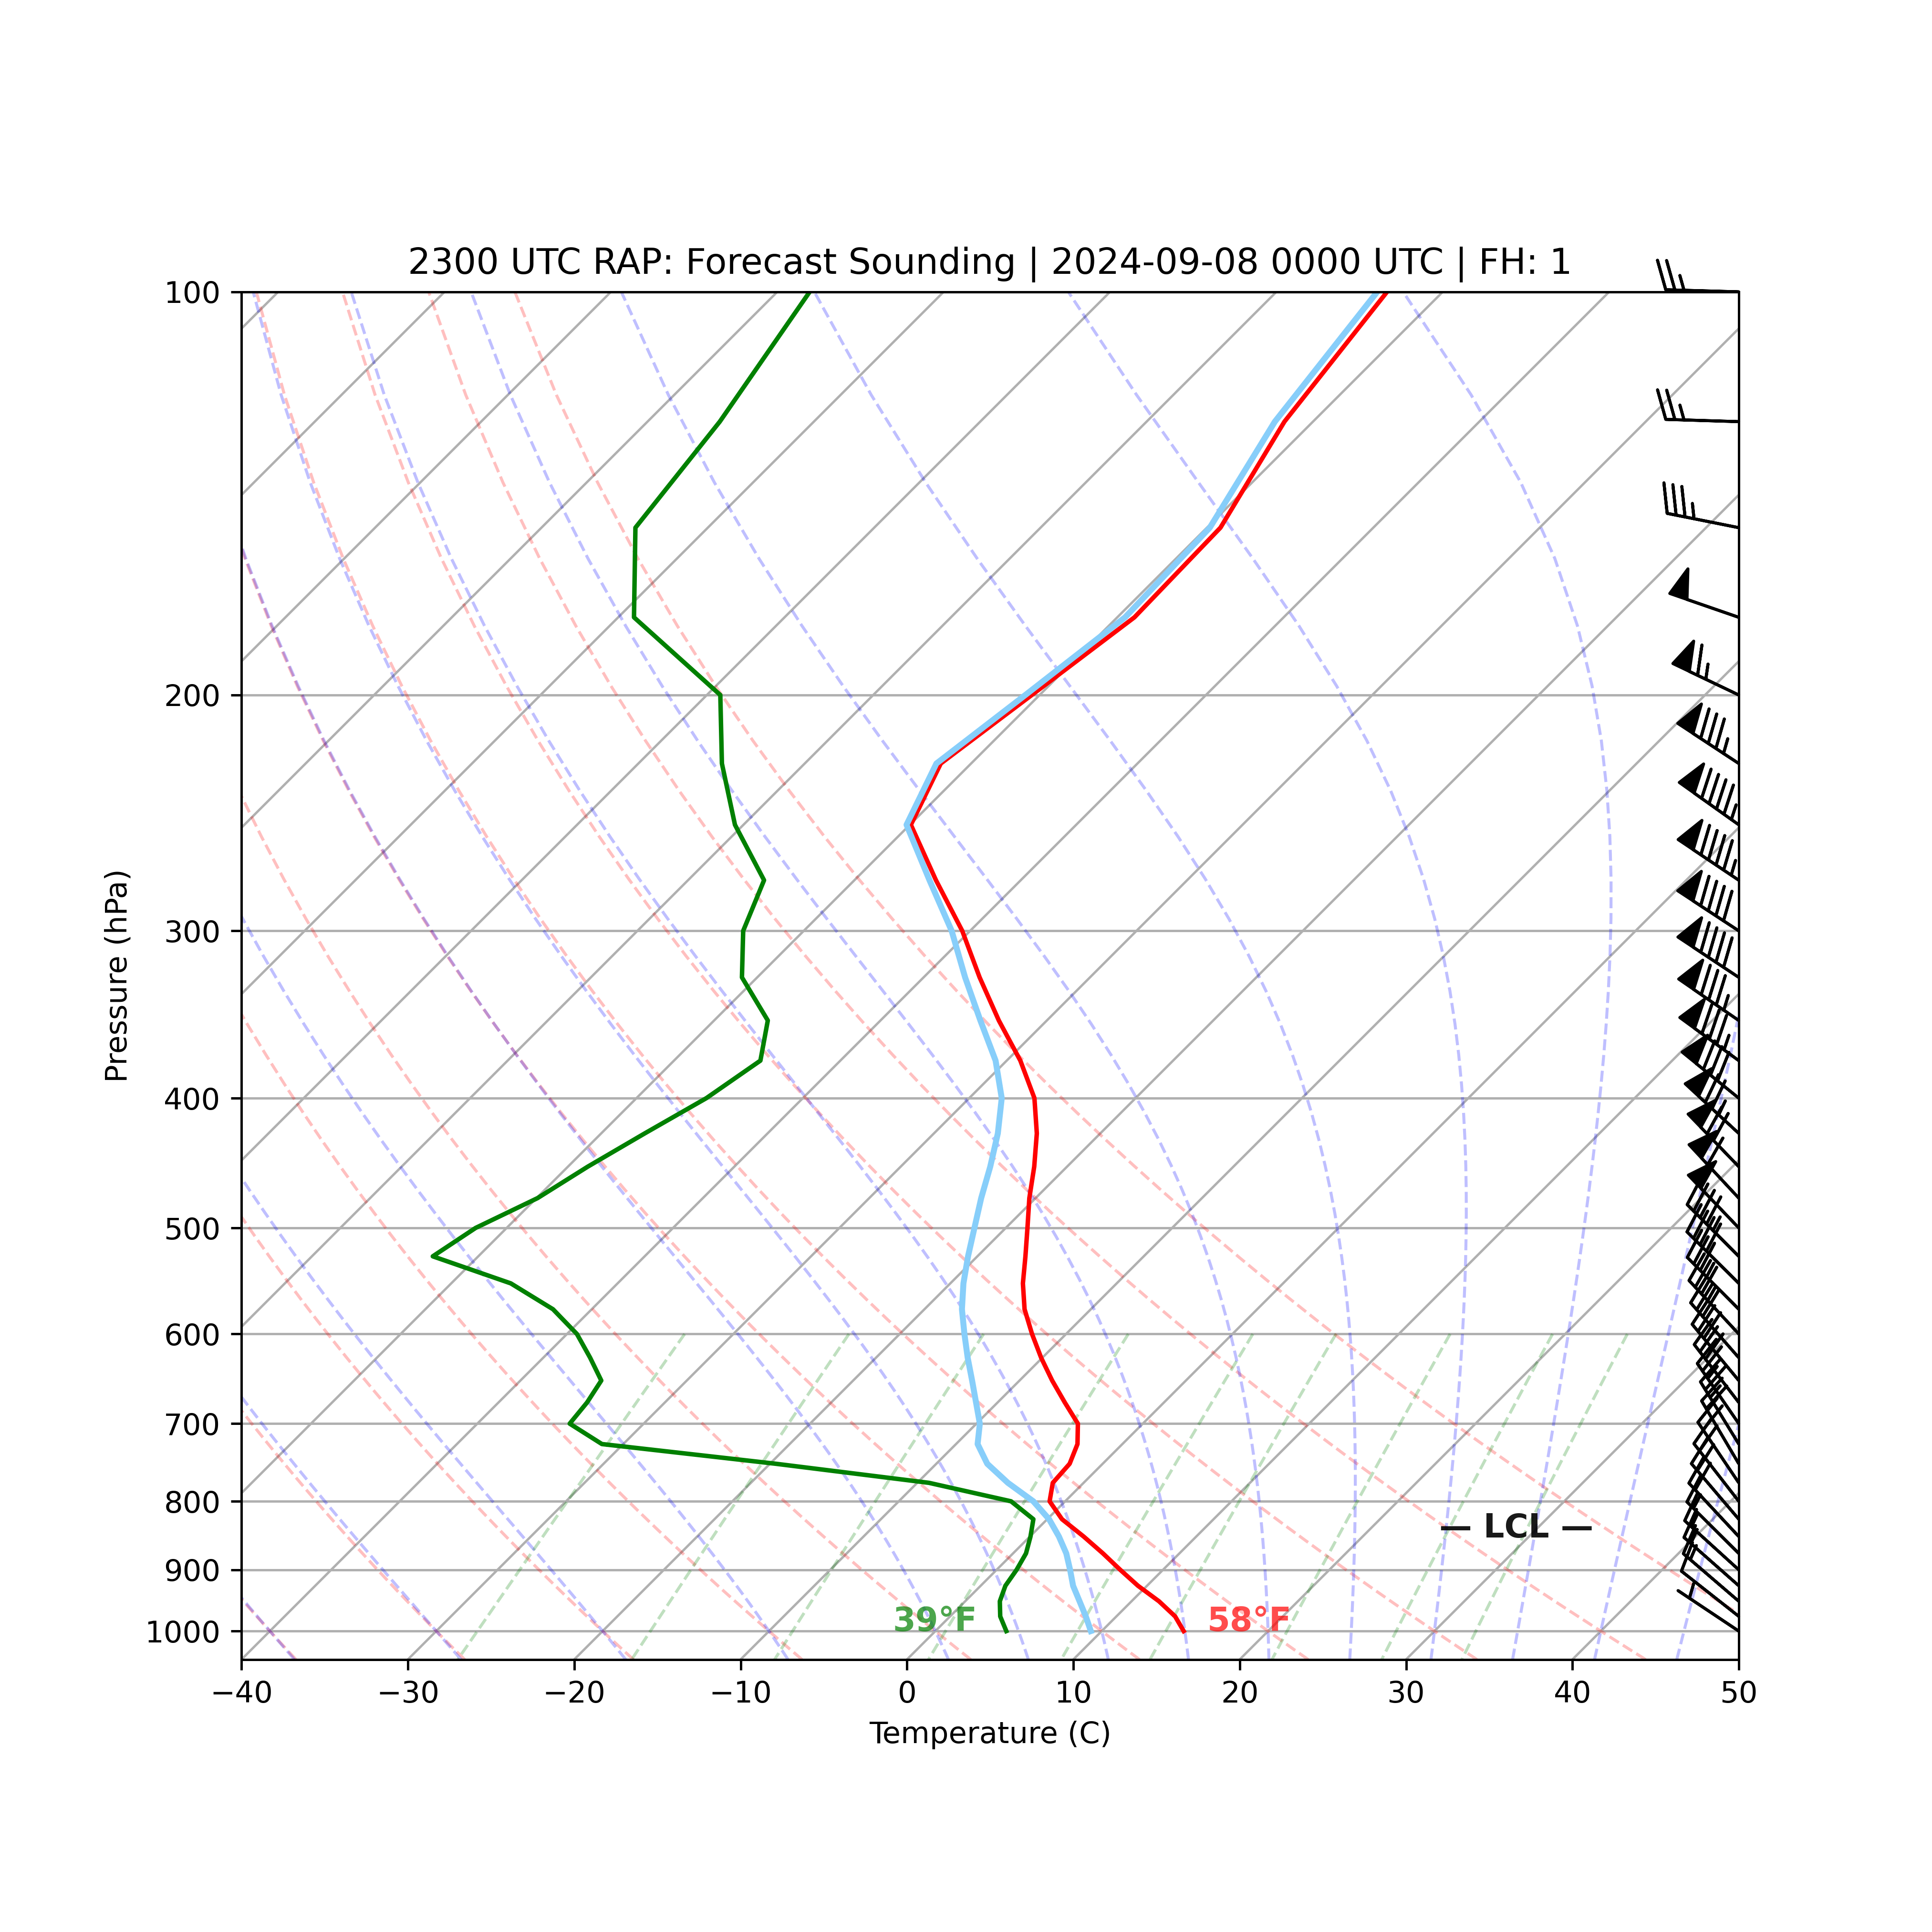 2300 UTC RAP: Forecast Sounding | 2024-09-08 0000 UTC | FH: 1
100
200
300
400
500
600
700
800
900
1000
Pressure (hPa)
— LCL —
39°F
58°F
−40 −30 −20 −10 0 10 20 30 40 50
Temperature (C)